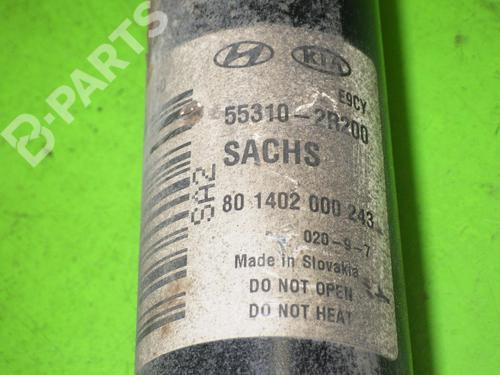 B-PARTS
KIA
E9CY
55310-2R200
SACHS
SH2
80 1402 000 243
020-9-7
Made in Slovakia
DO NOT OPEN
DO NOT HEAT